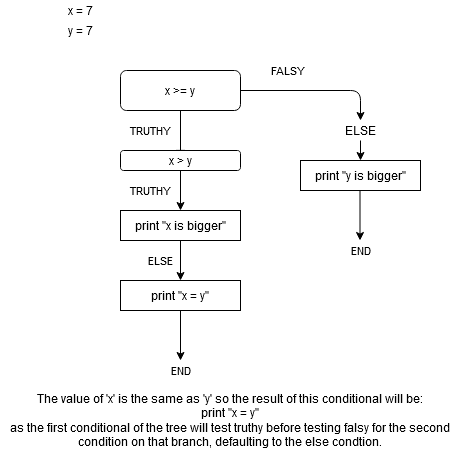 x = 7
y = 7
FALSY
x >= y
TRUTHY
ELSE
x > y
print "y is bigger"
TRUTHY
print "x is bigger"
END
ELSE
print "x = y"
END
The value of 'x' is the same as 'y' so the result of this conditional will be:
print "x = y"
as the first conditional of the tree will test truthy before testing falsy for the second
condition on that branch, defaulting to the else condtion.